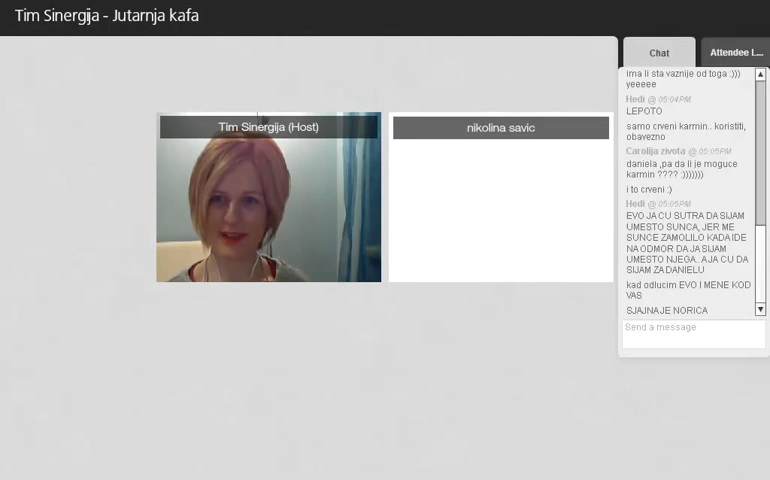 Tim Sinergija - Jutarnja kafa
Chat
Attendee L...
Tim Sinergija (Host)
nikolina savic
ima li sta vaznije od toga :)))
yeeeee
Hedi @ 05:04PM
LEPOTO
samo crveni karmin.. koristiti,
obavezno
Carolija zivota @ 05:05PM
daniela ,pa da li je moguce
karmin ???? :)))))))
i to crveni :)
Hedi @ 05:05PM
EVO JA CU SUTRA DA SIJAM
UMESTO SUNCA, JER ME
SUNCE ZAMOLILO KADA IDE
NA ODMOR DA JA SIJAM
UMESTO NJEGA.. A JA CU DA
SIJAM ZA DANIELU
kad odlucim EVO I MENE KOD
VAS
SJAJNA JE NORICA
Send a message